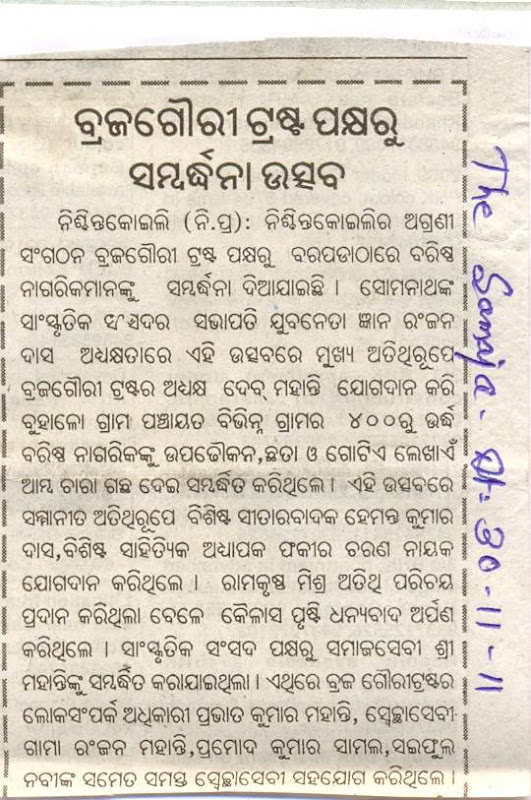 ବ୍ରଜଗୌରୀ ଟ୍ରଷ୍ଟ ପକ୍ଷରୁ
ସମ୍ବର୍ଦ୍ଧନା ଉତ୍ସବ
ନିଶ୍ଚିନ୍ତକୋଇଲି (ନି.ପ୍ର): ନିଶ୍ଚିନ୍ତକୋଇଲିର ଅଗ୍ରଣୀ
ସଂଗଠନ ବ୍ରଜଗୌରୀ ଟ୍ରଷ୍ଟ ପକ୍ଷରୁ ବରପଡାଠାରେ ବରିଷ୍ଠ
ନାଗରିକମାନଙ୍କୁ ସମ୍ବର୍ଦ୍ଧନା ଦିଆଯାଇଛି । ସୋମନାଥଙ୍କ
ସାଂସ୍କୃତିକ ସଂସଦର ସଭାପତି ଯୁବନେତା ଜ୍ଞାନ ରଂଜନ
ଦାସ ଅଧ୍ୟକ୍ଷତାରେ ଏହି ଉତ୍ସବରେ ମୁଖ୍ୟ ଅତିଥିରୂପେ
ବ୍ରଜଗୌରୀ ଟ୍ରଷ୍ଟର ଅଧ୍ୟକ୍ଷ ଦେବ୍ ମହାନ୍ତି ଯୋଗଦାନ କରି
ବୁହାଳୋ ଗ୍ରାମ ପଞ୍ଚାୟତ ବିଭିନ୍ନ ଗ୍ରାମର ୪୦୦ରୁ ଉର୍ଦ୍ଧ
ବରିଷ୍ଠ ନାଗରିକଙ୍କୁ ଉପଢୌକନ,ଛତା ଓ ଗୋଟିଏ ଲେଖାଏଁ
ଆମ୍ବ ଚାରା ଗଛ ଦେଇ ସମ୍ବର୍ଦ୍ଧିତ କରିଥିଲେ । ଏହି ଉତ୍ସବରେ
ସମ୍ମାନୀତ ଅତିଥିରୂପେ ବିଶିଷ୍ଟ ସୀତାରବାଦକ ହେମନ୍ତ କୁମାର
ଦାସ,ବିଶିଷ୍ଟ ସାହିତ୍ୟିକ ଅଧ୍ୟାପକ ଫକୀର ଚରଣ ନାୟକ
ଯୋଗଦାନ କରିଥିଲେ । ରାମକୃଷ୍ଣ ମିଶ୍ର ଅତିଥି ପରିଚୟ
ପ୍ରଦାନ କରିଥିଲା ବେଳେ କୈଳାସ ପୃଷ୍ଟି ଧନ୍ୟବାଦ ଅର୍ପଣ
କରିଥିଲେ । ସାଂସ୍କୃତିକ ସଂସଦ ପକ୍ଷରୁ ସମାଜସେବୀ ଶ୍ରୀ
ମହାନ୍ତିଙ୍କୁ ସମ୍ବର୍ଦ୍ଧିତ କରାଯାଇଥିଲା । ଏଥିରେ ବ୍ରଜ ଗୌରୀଟ୍ରଷ୍ଟର
ଲୋକସଂପର୍କ ଅଧିକାରୀ ପ୍ରଭାତ କୁମାର ମହାନ୍ତି, ସ୍ୱେଚ୍ଛାସେବୀ
ଗାମା ରଂଜନ ମହାନ୍ତି,ପ୍ରମୋଦ କୁମାର ସାମଲ,ସଇଫୁଲ
ନବୀଙ୍କ ସମେତ ସମସ୍ତ ସ୍ୱେଚ୍ଛାସେବୀ ସହଯୋଗ କରିଥିଲେ ।
The Samaja - Dt- 30-11-11